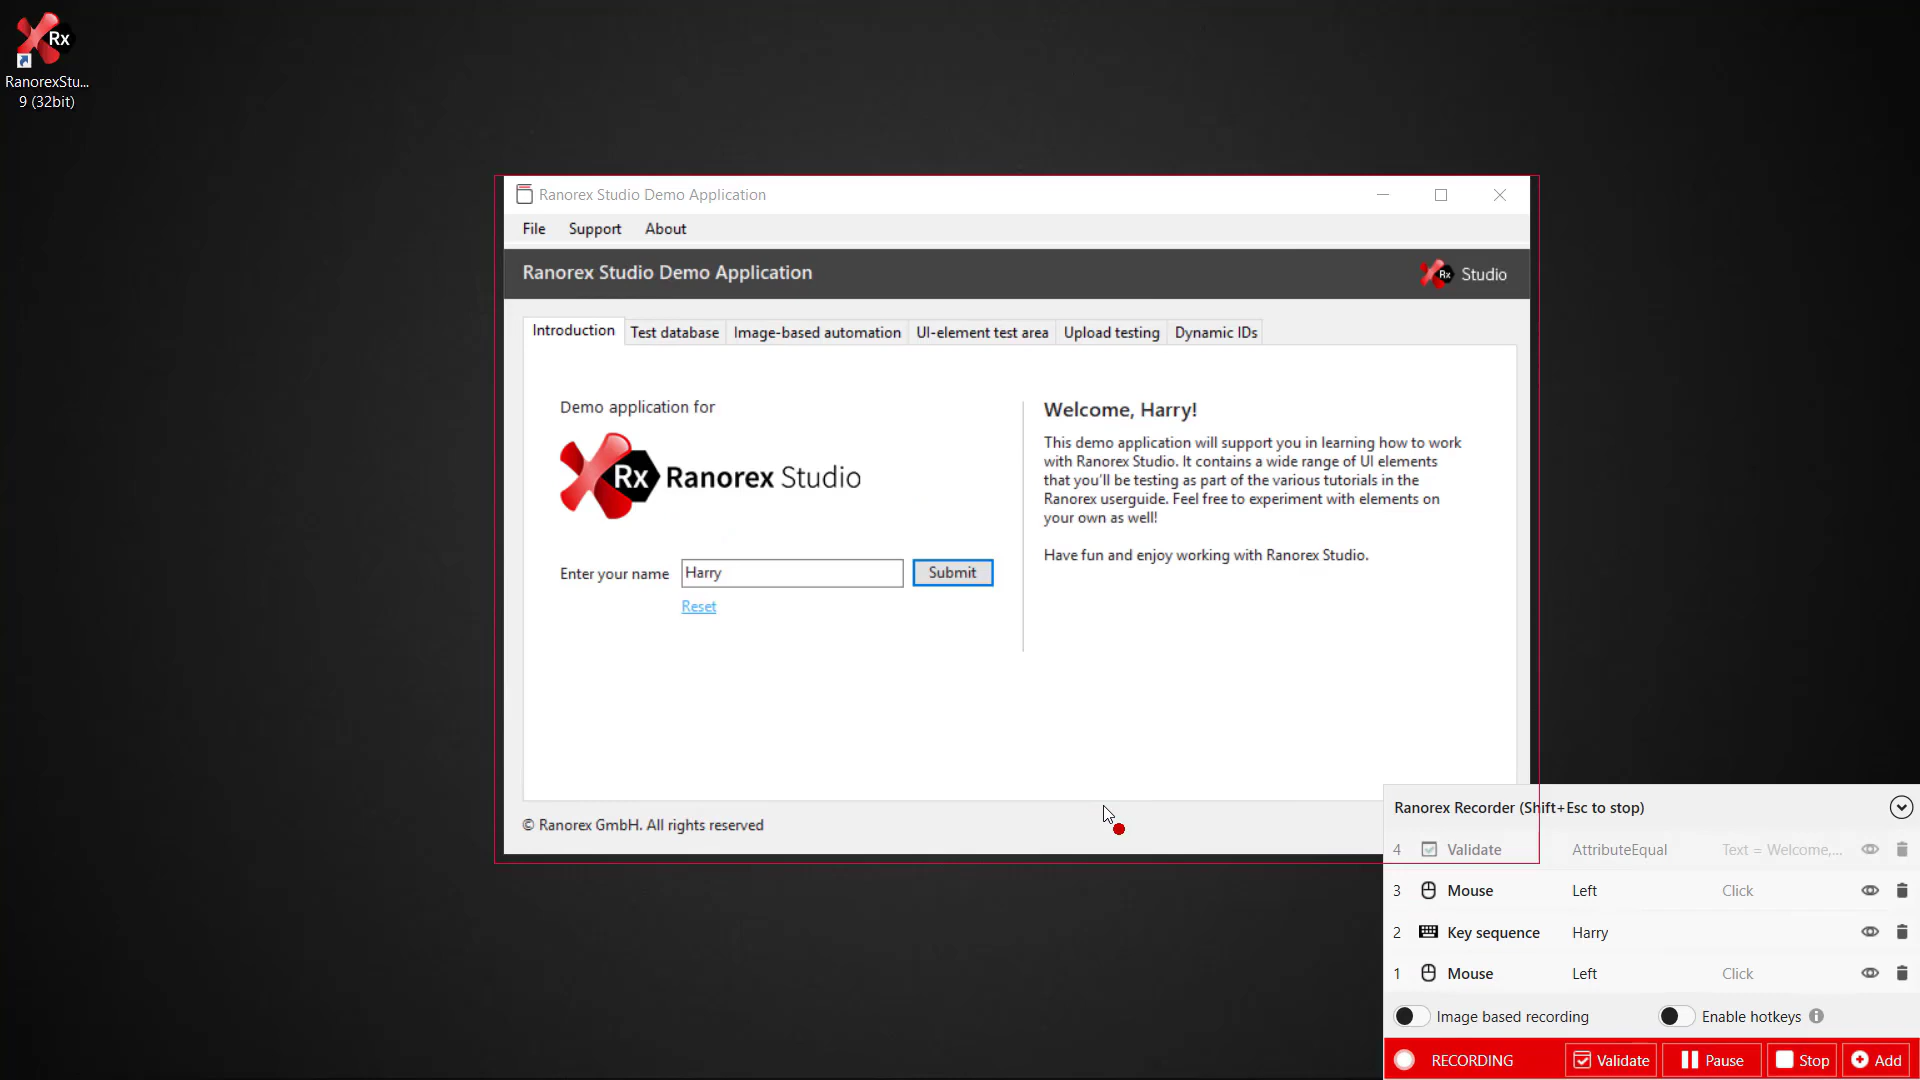 Rx
RanorexStu...
9 (32bit)
Ranorex Studio Demo Application
File Support About
Ranorex Studio Demo Application
Rx Studio
Introduction Test database Image-based automation UI-element test area Upload testing Dynamic IDs
Demo application for
Rx Ranorex Studio
Enter your name Harry Submit
Reset
Welcome, Harry!
This demo application will support you in learning how to work
with Ranorex Studio. It contains a wide range of UI elements
that you'll be testing as part of the various tutorials in the
Ranorex userguide. Feel free to experiment with elements on
your own as well!
Have fun and enjoy working with Ranorex Studio.
© Ranorex GmbH. All rights reserved
Ranorex Recorder (Shift+Esc to stop)
4 Validate AttributeEqual Text = Welcome,...
3 Mouse Left Click
2 Key sequence Harry
1 Mouse Left Click
Image based recording Enable hotkeys
RECORDING Validate Pause Stop Add